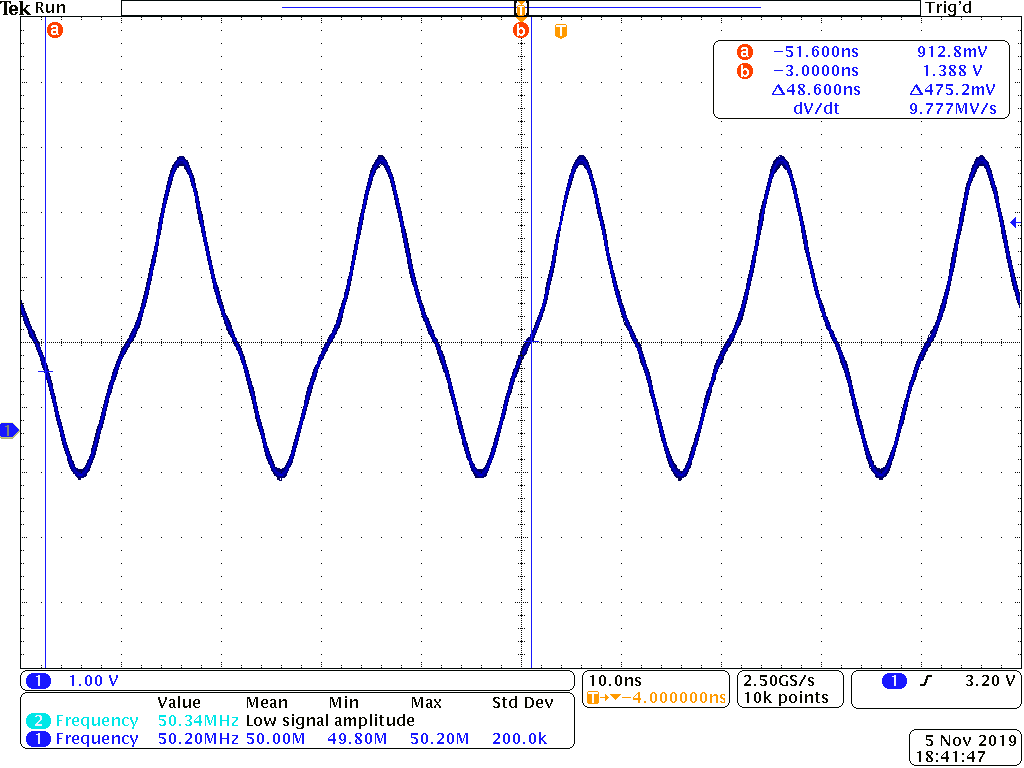 Tek Run T Trig'd
a b T
a −51.600ns 912.8mV
b −3.0000ns 1.388 V
Δ48.600ns Δ475.2mV
dV/dt 9.777MV/s
1
1 1.00 V
10.0ns
T→▼−4.000000ns
2.50GS/s
10k points
1 ʃ 3.20 V
Value Mean Min Max Std Dev
2 Frequency 50.34MHz Low signal amplitude
1 Frequency 50.20MHz 50.00M 49.80M 50.20M 200.0k
5 Nov 2019
18:41:47